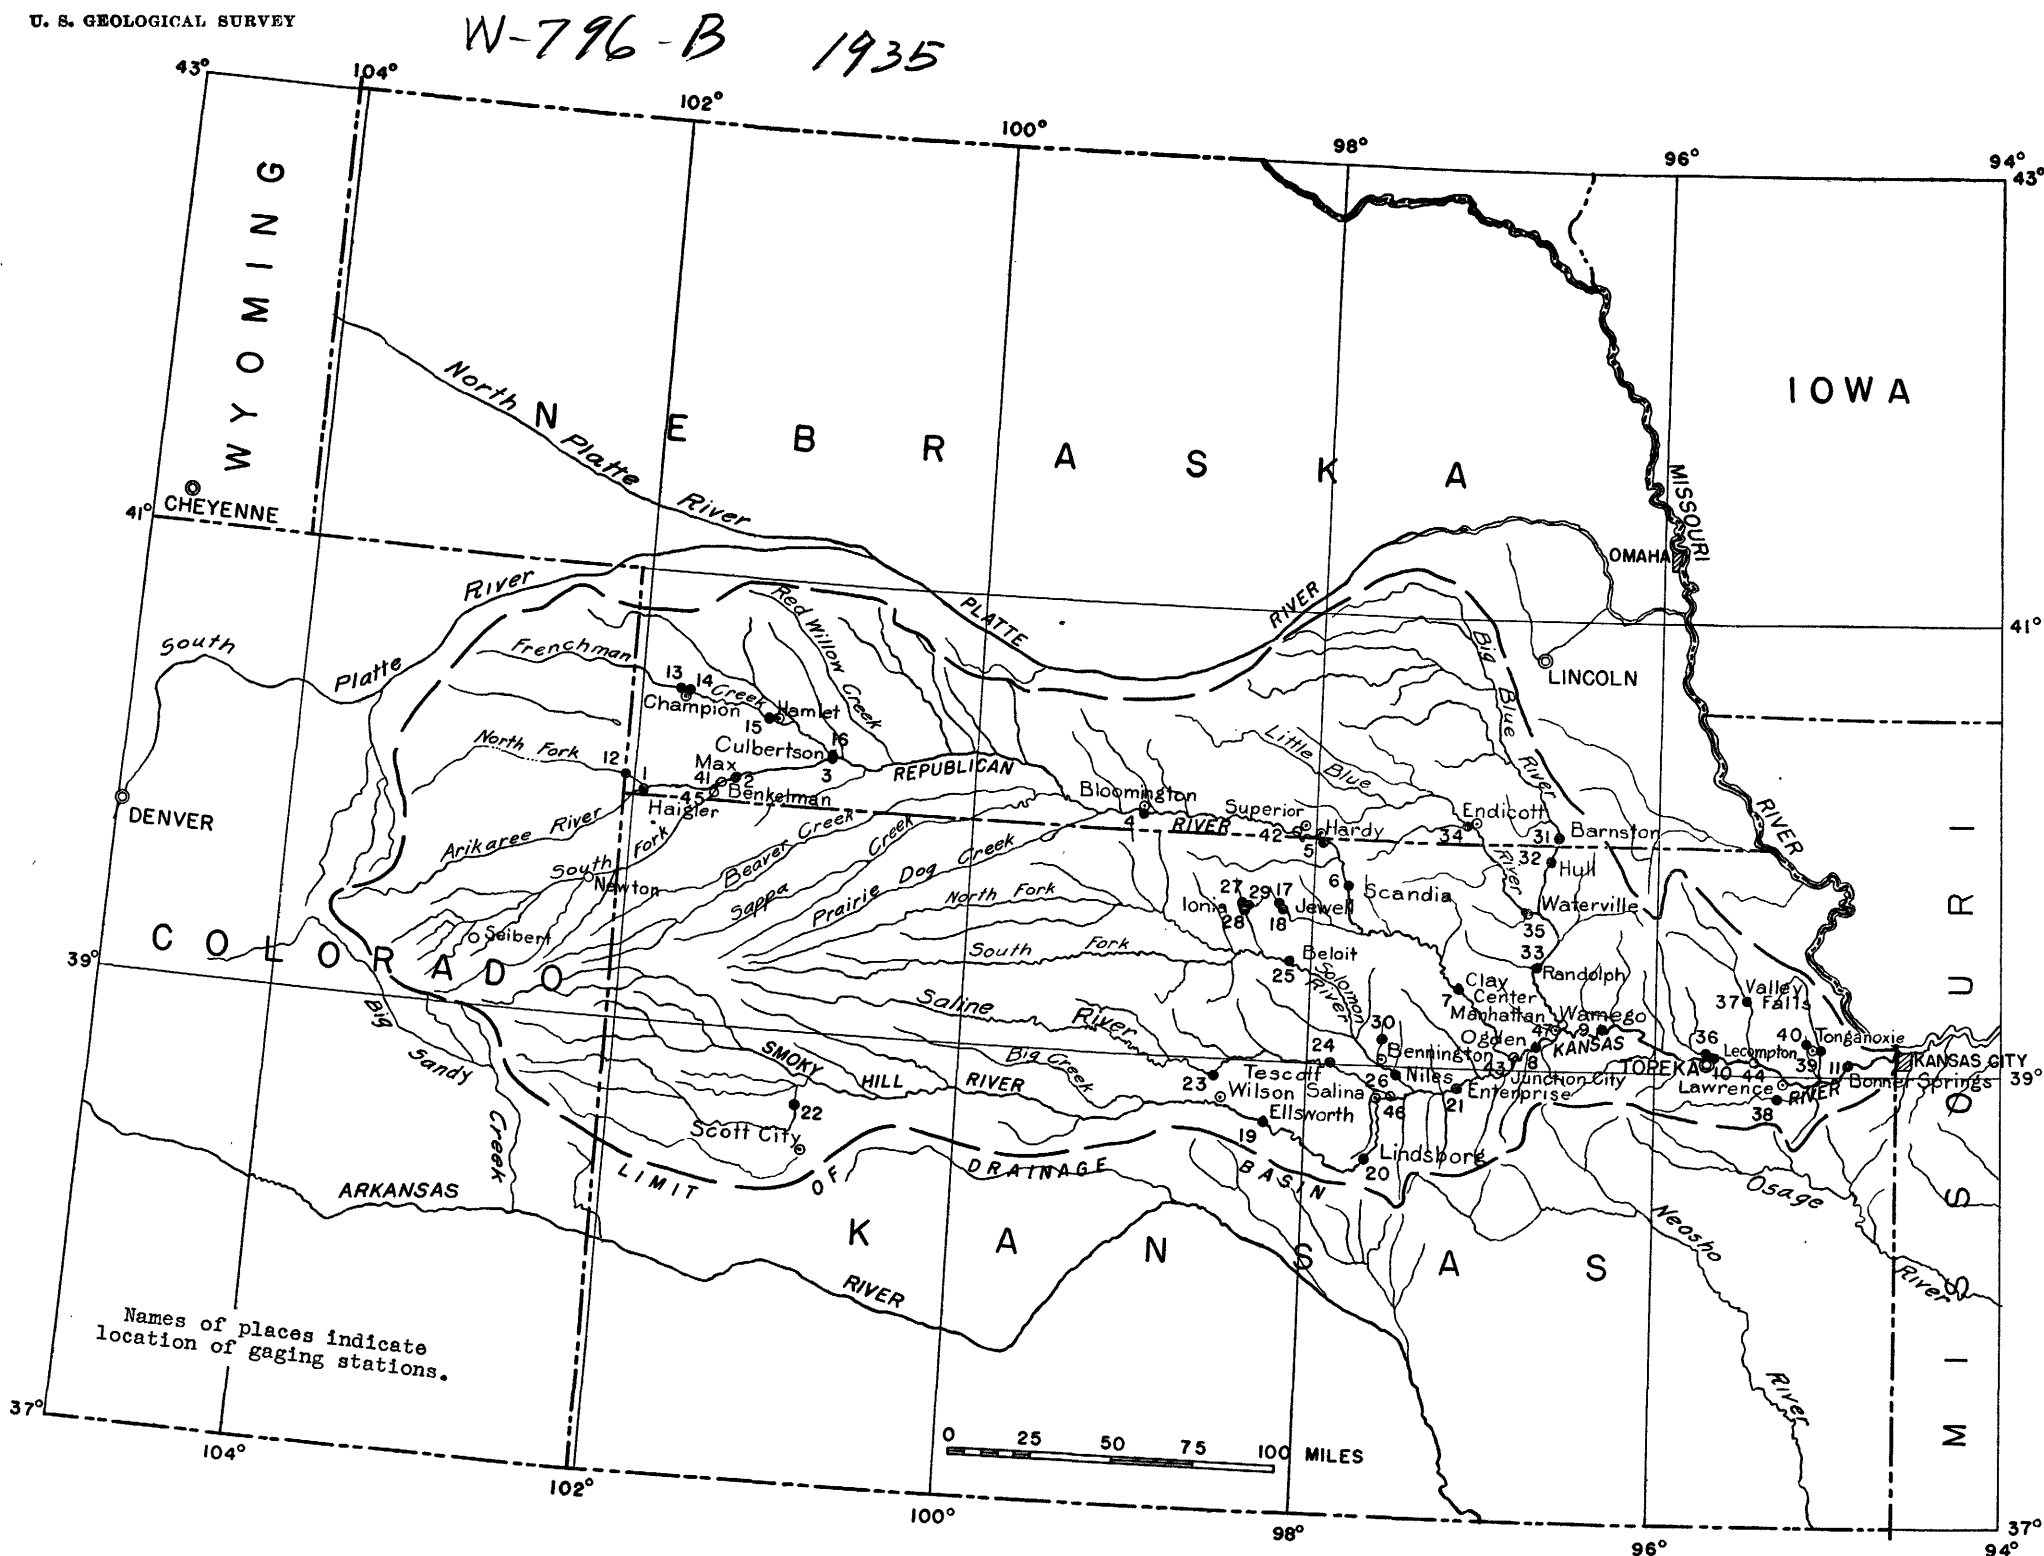 U. S. GEOLOGICAL SURVEY
W-796-B 1935
43°
104°
102°
100°
98°
96°
94°
43°
WYOMING
North Platte River
NEBRASKA
IOWA
CHEYENNE
41°
MISSOURI
OMAHA
River
South
Platte
PLATTE
RIVER
Red Willow Creek
Frenchman
Creek
13
14
Champion
15
Hamlet
Big Blue River
LINCOLN
41°
North Fork
12
1
Culbertson
16
3
Max
41
2
45
Benkelman
Haigler
REPUBLICAN
Little Blue
River
DENVER
Bloomington
4
RIVER
Superior
42
5
Hardy
Endicott
34
31
Barnston
32
Hull
RIVER
Arikaree River
South Fork
Newton
Beaver Creek
Sappa Creek
Prairie Dog Creek
North Fork
27
29
17
Ionia
28
18
Jewell
6
Scandia
Waterville
35
33
Randolph
COLORADO
Seibert
39°
South Fork
Beloit
25
Solomon River
Clay Center
7
Valley Falls
37
Saline River
Manhattan
47
Wamego
9
Ogden
8
KANSAS
36
40
Tonganoxie
Big Sandy Creek
SMOKY HILL RIVER
Big Creek
30
24
Bennington
Tescott
26
Niles
43
Junction City
TOPEKA
10
Lecompton
44
39
11
KANSAS CITY
39°
23
Wilson
Salina
46
21
Enterprise
Lawrence
RIVER
Bonner Springs
38
22
Ellsworth
19
Scott City
Lindsborg
20
LIMIT OF DRAINAGE BASIN
Osage
River
ARKANSAS
RIVER
KANSAS
Neosho
River
MISSOURI
Names of places indicate
location of gaging stations.
0 25 50 75 100 MILES
37°
104°
102°
100°
98°
96°
94°
37°